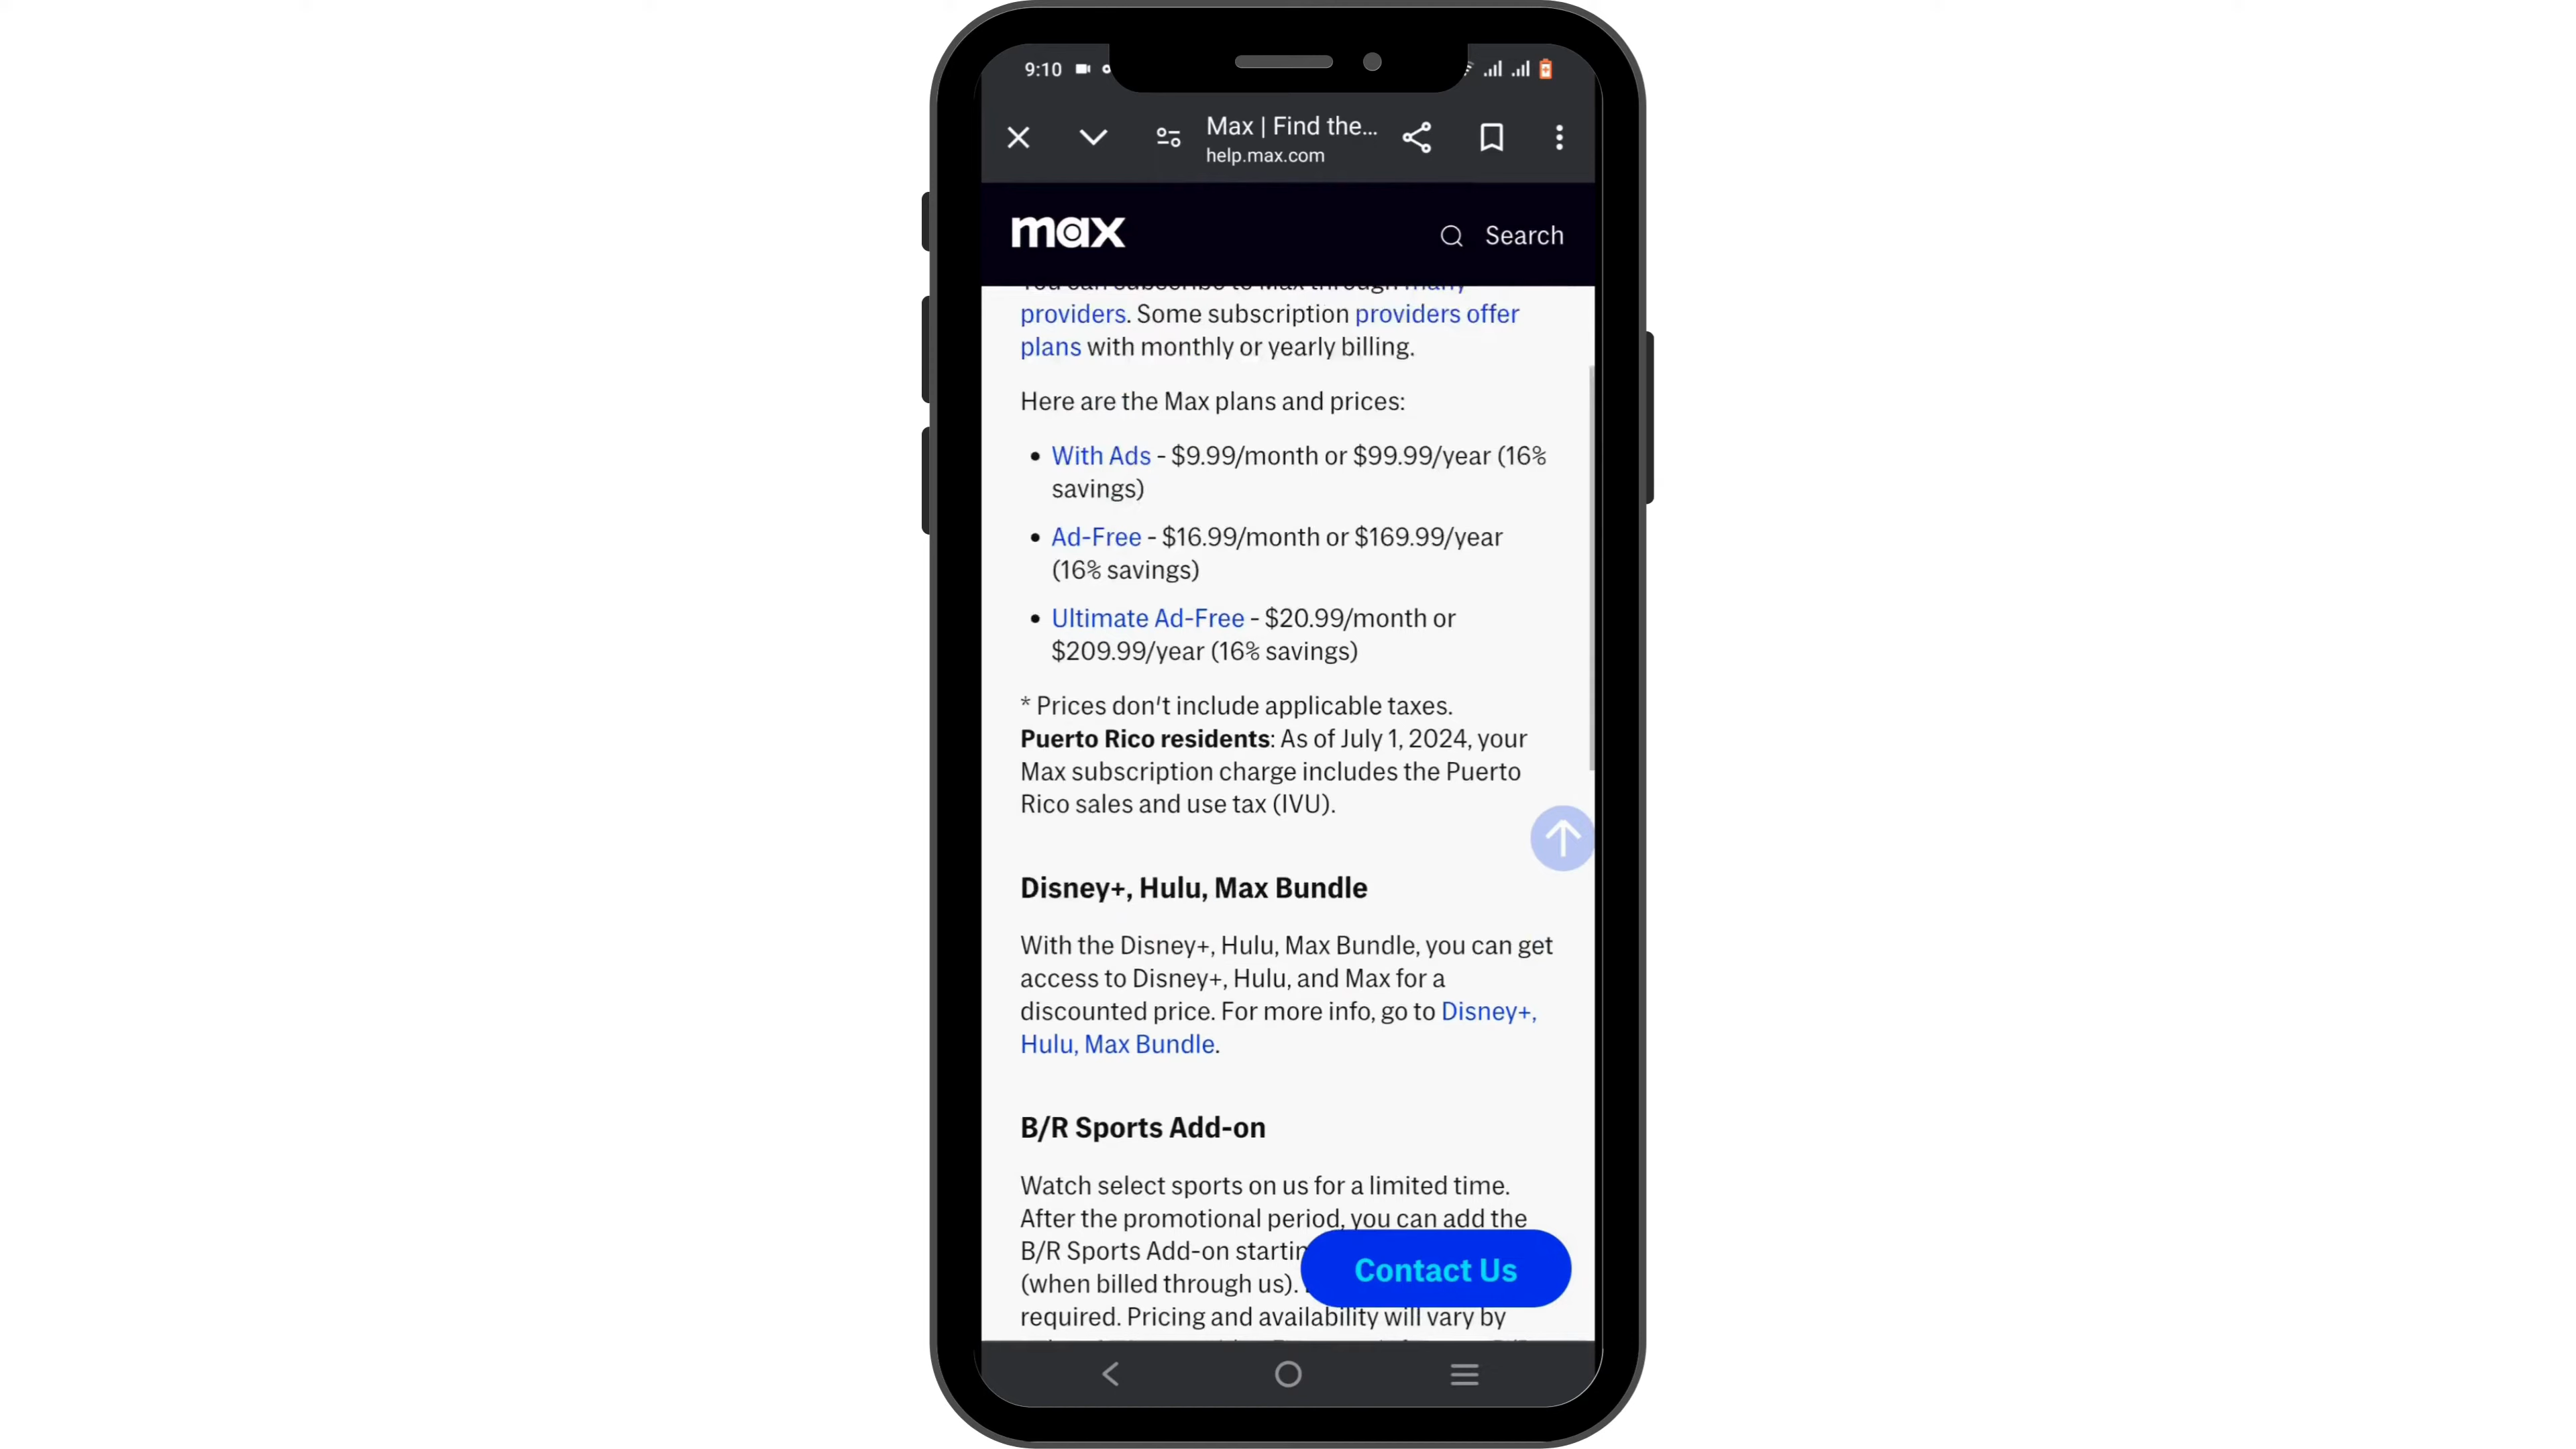 9:10
Max | Find the...
help.max.com
max
Search
You can subscribe to Max through many
providers. Some subscription providers offer
plans with monthly or yearly billing.
Here are the Max plans and prices:
• With Ads - $9.99/month or $99.99/year (16%
savings)
• Ad-Free - $16.99/month or $169.99/year
(16% savings)
• Ultimate Ad-Free - $20.99/month or
$209.99/year (16% savings)
* Prices don't include applicable taxes.
Puerto Rico residents: As of July 1, 2024, your
Max subscription charge includes the Puerto
Rico sales and use tax (IVU).
Disney+, Hulu, Max Bundle
With the Disney+, Hulu, Max Bundle, you can get
access to Disney+, Hulu, and Max for a
discounted price. For more info, go to Disney+,
Hulu, Max Bundle.
B/R Sports Add-on
Watch select sports on us for a limited time.
After the promotional period, you can add the
B/R Sports Add-on startin
(when billed through us).
Contact Us
required. Pricing and availability will vary by